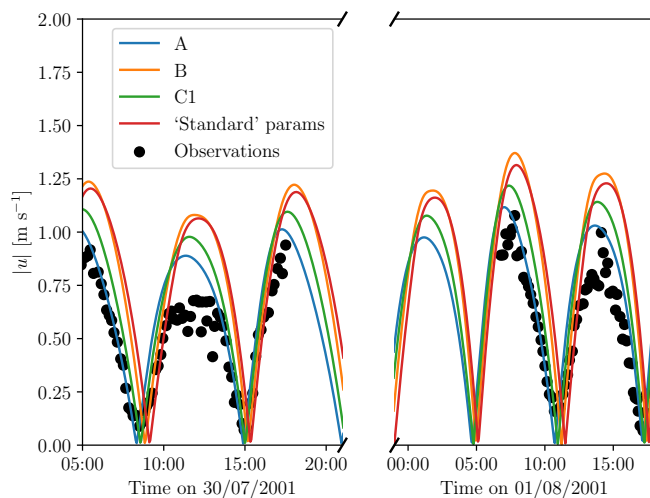 2.00
1.75
1.50
1.25
1.00
0.75
0.50
0.25
0.00
|u| [m s⁻¹]
A
B
C1
‘Standard’ params
Observations
05:00 10:00 15:00 20:00 00:00 05:00 10:00 15:00
Time on 30/07/2001 Time on 01/08/2001